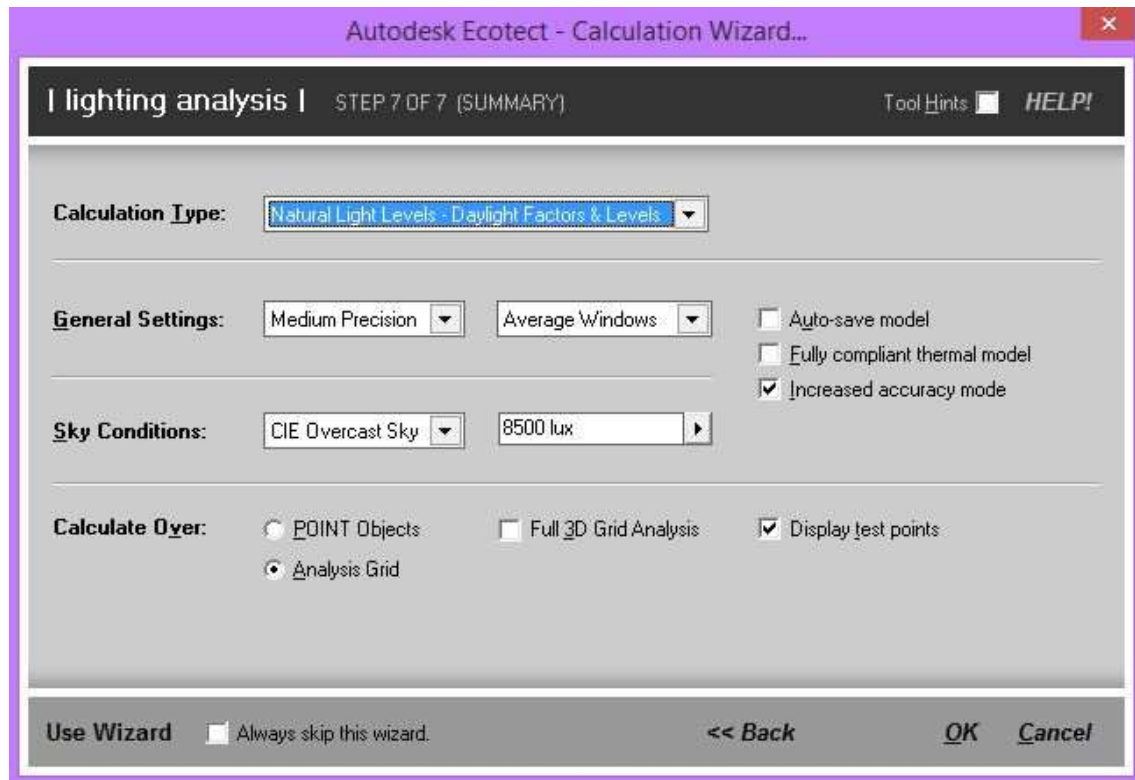 Autodesk Ecotect - Calculation Wizard...
| lighting analysis | STEP 7 OF 7 (SUMMARY) Tool Hints HELP!
Calculation Type: Natural Light Levels - Daylight Factors & Levels
General Settings: Medium Precision Average Windows Auto-save model
Fully compliant thermal model
Increased accuracy mode
Sky Conditions: CIE Overcast Sky 8500 lux
Calculate Over: POINT Objects Full 3D Grid Analysis Display test points
Analysis Grid
Use Wizard Always skip this wizard. << Back OK Cancel